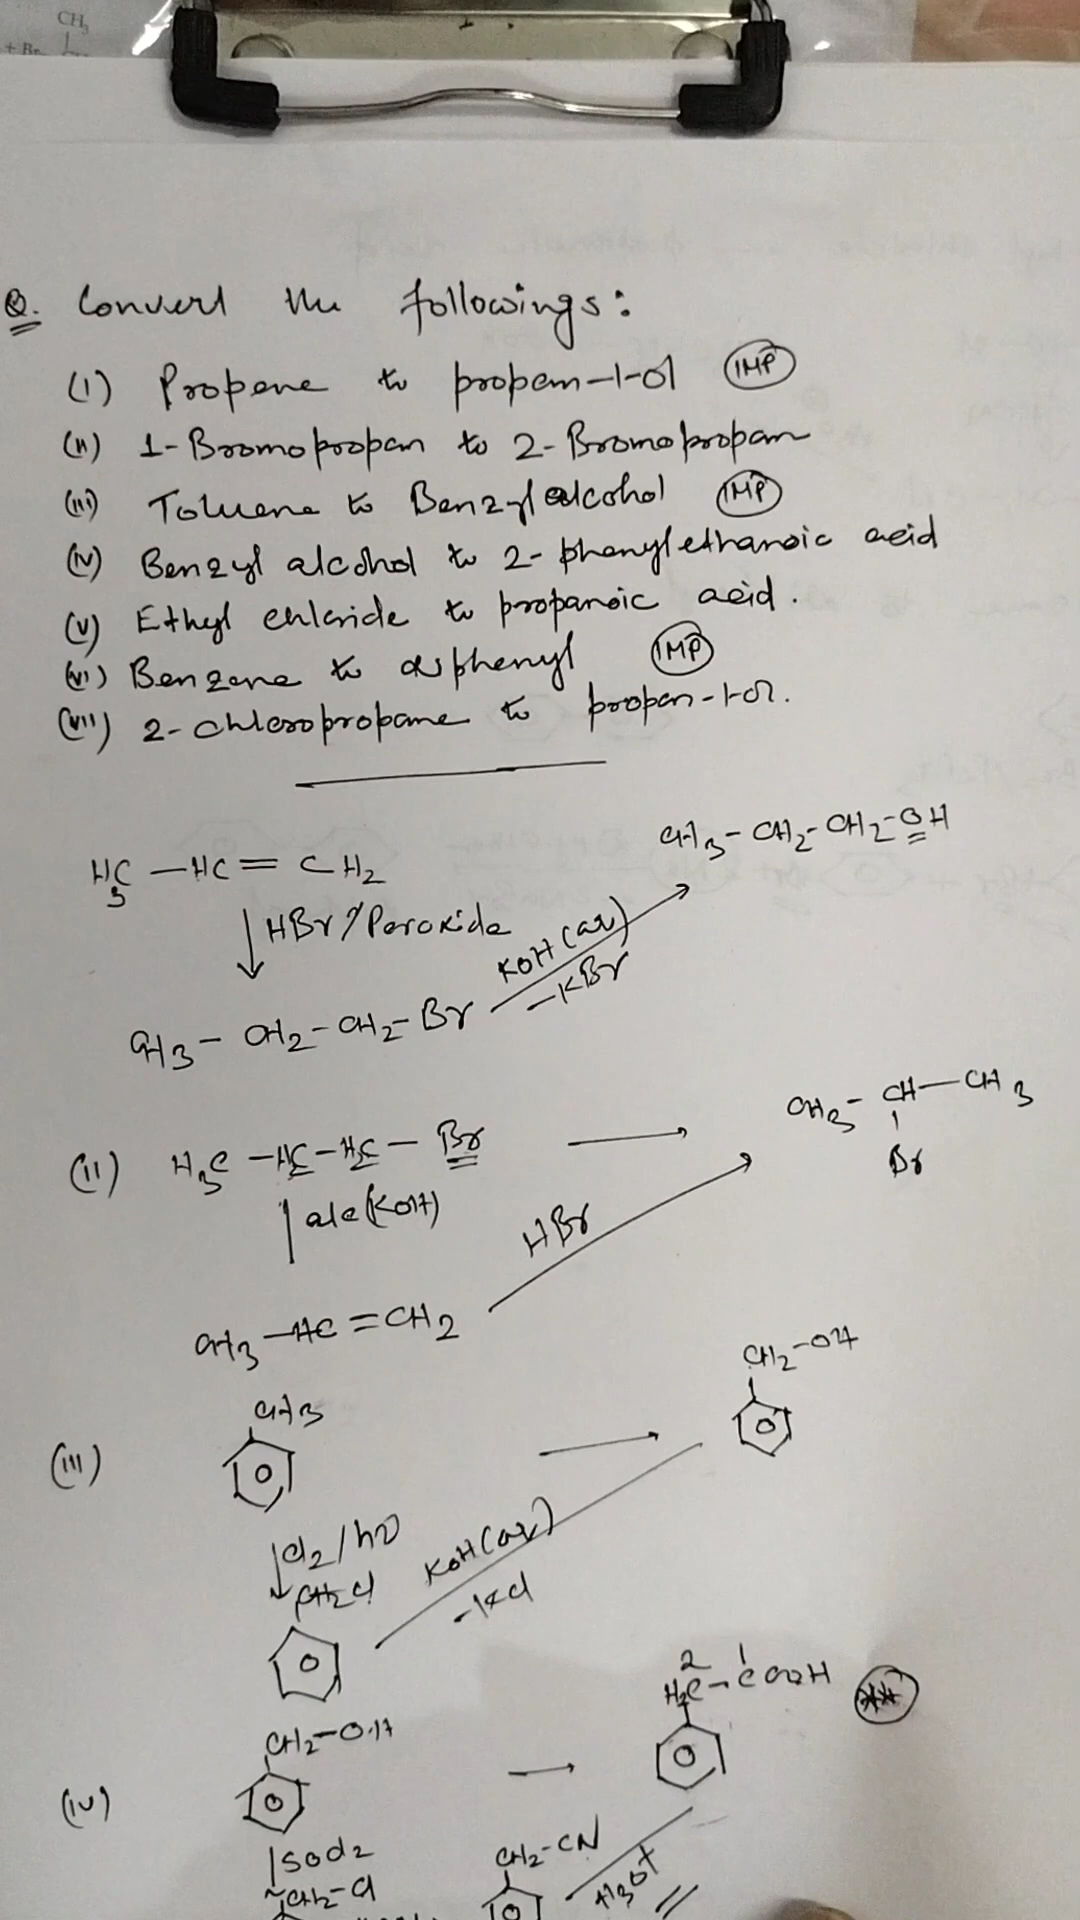 CH3
+ Br
Q. Convert the followings:
(i) Propene to propan-1-ol IMP
(ii) 1-Bromopropan to 2-Bromopropan
(iii) Toluene to Benzyl alcohol IMP
(iv) Benzyl alcohol to 2-phenylethanoic acid
(v) Ethyl chloride to propanoic acid.
(vi) Benzene to diphenyl IMP
(vii) 2-chloropropane to propan-1-ol.
CH3-CH2-CH2-OH
H3C-HC=CH2
HBr/Peroxide
KOH(aq)
-KBr
CH3-CH2-CH2-Br
CH3-CH-CH3
Br
(ii) H3C-H2C-H2C-Br
alc(KOH)
HBr
CH3-HC=CH2
CH2-OH
CH3
(iii)
Cl2/hν
KOH(aq)
CH2Cl
-KCl
2 1
H2C-COOH **
CH2-OH
(iv)
SOCl2
CH2-CN
CH2-Cl
H3O+